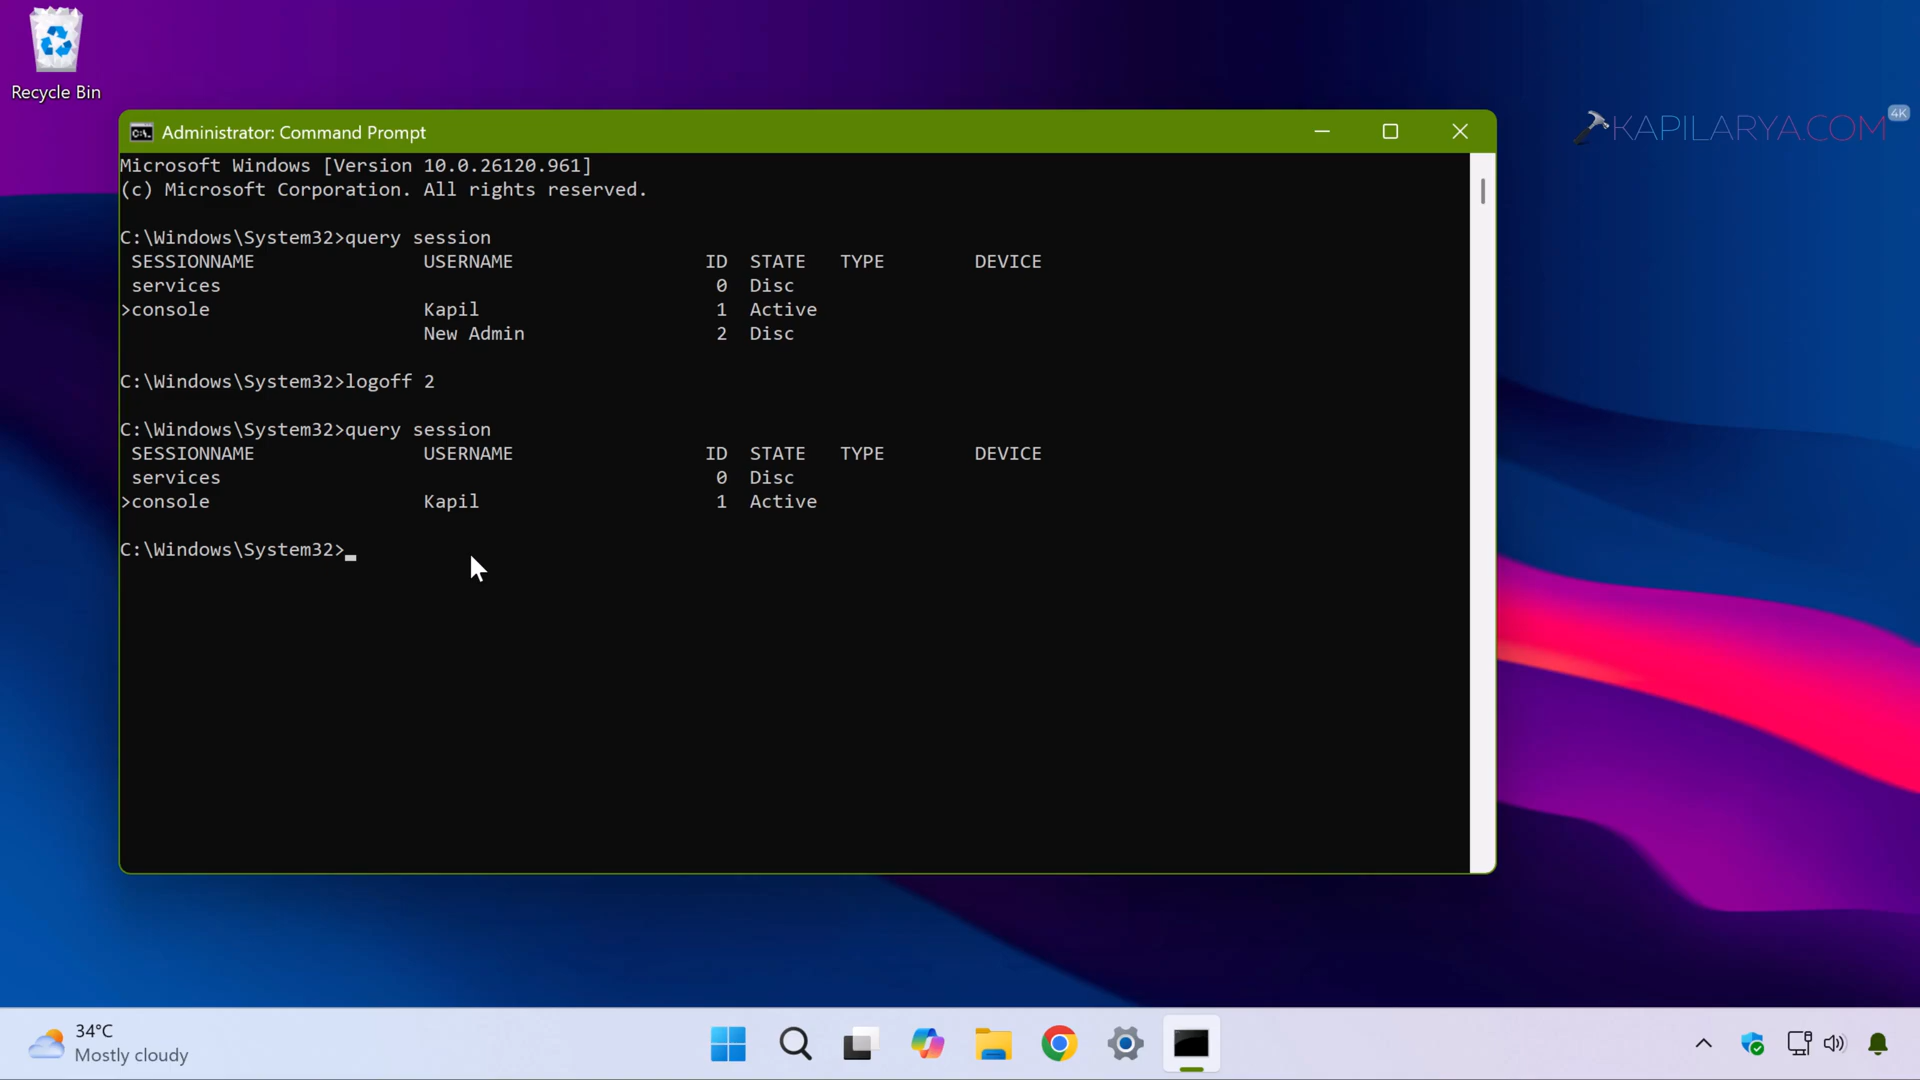 Recycle Bin
KAPILARYA.COM
4K
Administrator: Command Prompt
Microsoft Windows [Version 10.0.26120.961]
(c) Microsoft Corporation. All rights reserved.
C:\Windows\System32>query session
SESSIONNAME USERNAME ID STATE TYPE DEVICE
services 0 Disc
>console Kapil 1 Active
New Admin 2 Disc
C:\Windows\System32>logoff 2
C:\Windows\System32>query session
SESSIONNAME USERNAME ID STATE TYPE DEVICE
services 0 Disc
>console Kapil 1 Active
C:\Windows\System32>
34°C
Mostly cloudy